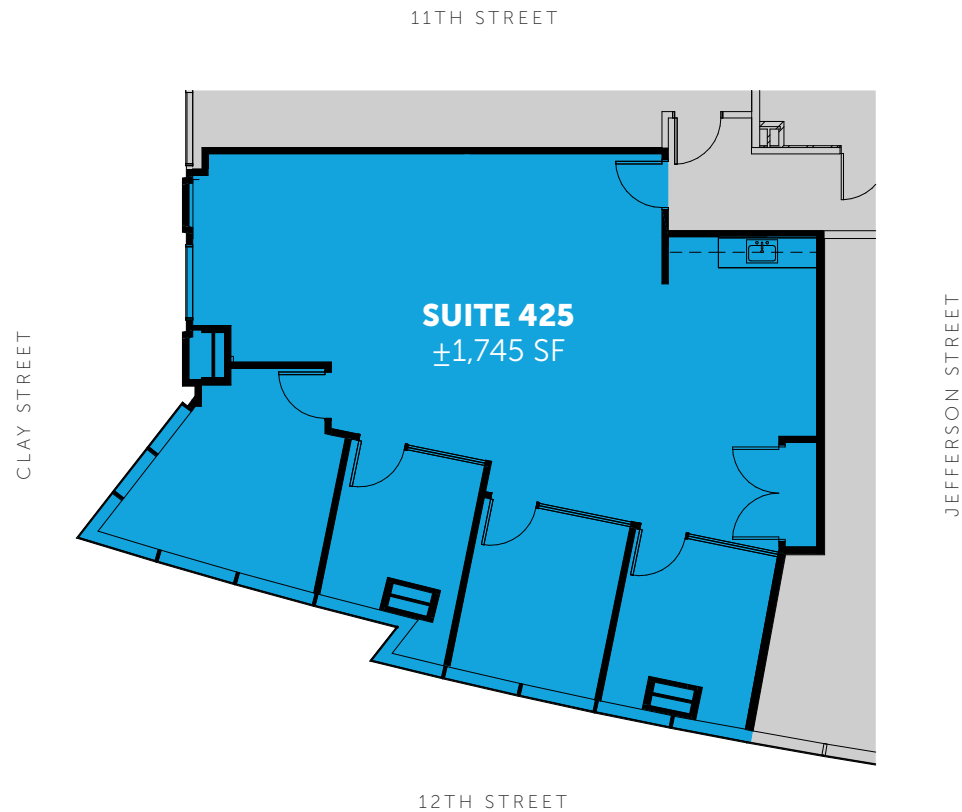 11TH STREET
CLAY STREET
SUITE 425
±1,745 SF
JEFFERSON STREET
12TH STREET